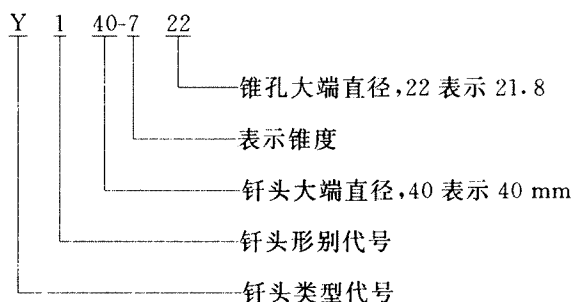 Y 1 40-7 22
锥孔大端直径,22 表示 21.8
表示锥度
钎头大端直径,40 表示 40 mm
钎头形别代号
钎头类型代号